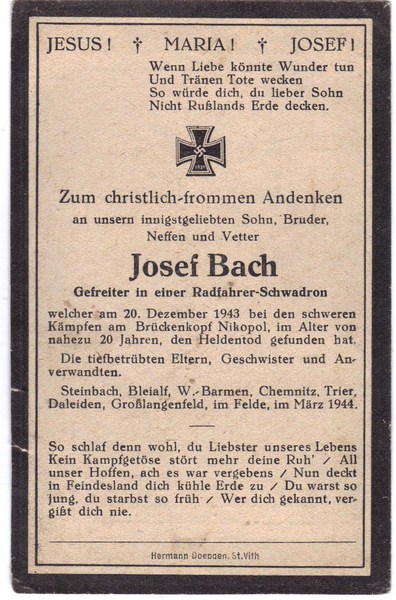 JESUS! † MARIA! † JOSEF!
Wenn Liebe könnte Wunder tun
Und Tränen Tote wecken
So würde dich, du lieber Sohn
Nicht Rußlands Erde decken.
1939
Zum christlich-frommen Andenken
an unsern innigstgeliebten Sohn, Bruder,
Neffen und Vetter
Josef Bach
Gefreiter in einer Radfahrer-Schwadron
welcher am 20. Dezember 1943 bei den schweren
Kämpfen am Brückenkopf Nikopol, im Alter von
nahezu 20 Jahren, den Heldentod gefunden hat.
Die tiefbetrübten Eltern, Geschwister und An-
verwandten.
Steinbach, Bleialf, W.-Barmen, Chemnitz, Trier,
Daleiden, Großlangenfeld, im Felde, im März 1944.
So schlaf denn wohl, du Liebster unseres Lebens
Kein Kampfgetöse stört mehr deine Ruh' / All
unser Hoffen, ach es war vergebens / Nun deckt
in Feindesland dich kühle Erde zu / Du warst so
jung, du starbst so früh / Wer dich gekannt, ver-
gißt dich nie.
Hermann Doepgen, St. Vith